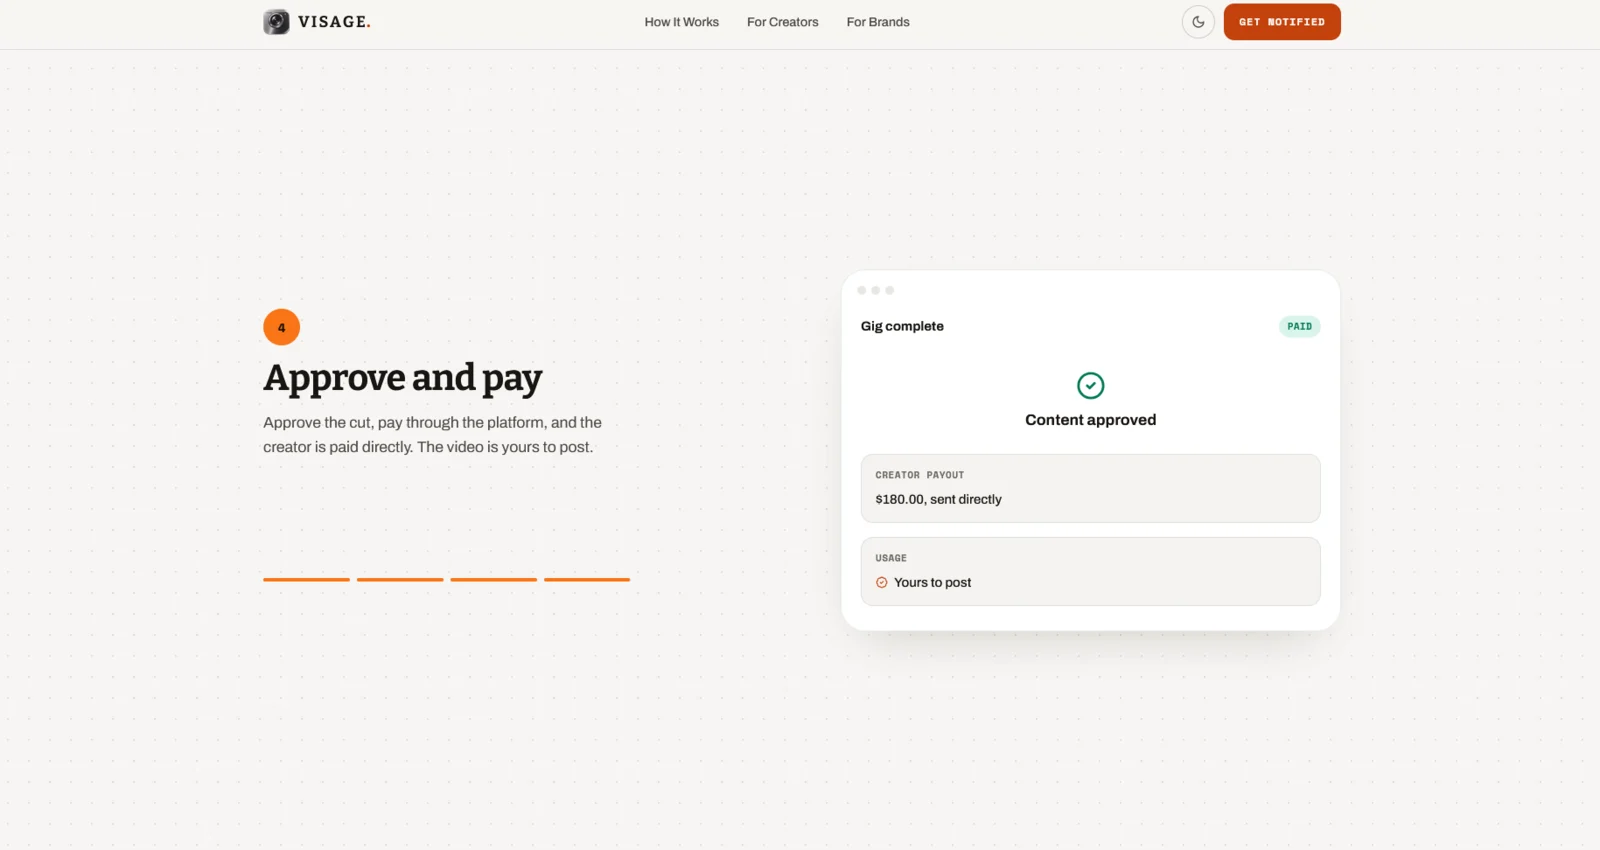 VISAGE.
How It Works
For Creators
For Brands
GET NOTIFIED
4
Approve and pay
Approve the cut, pay through the platform, and the
creator is paid directly. The video is yours to post.
Gig complete
PAID
Content approved
CREATOR PAYOUT
$180.00, sent directly
USAGE
Yours to post